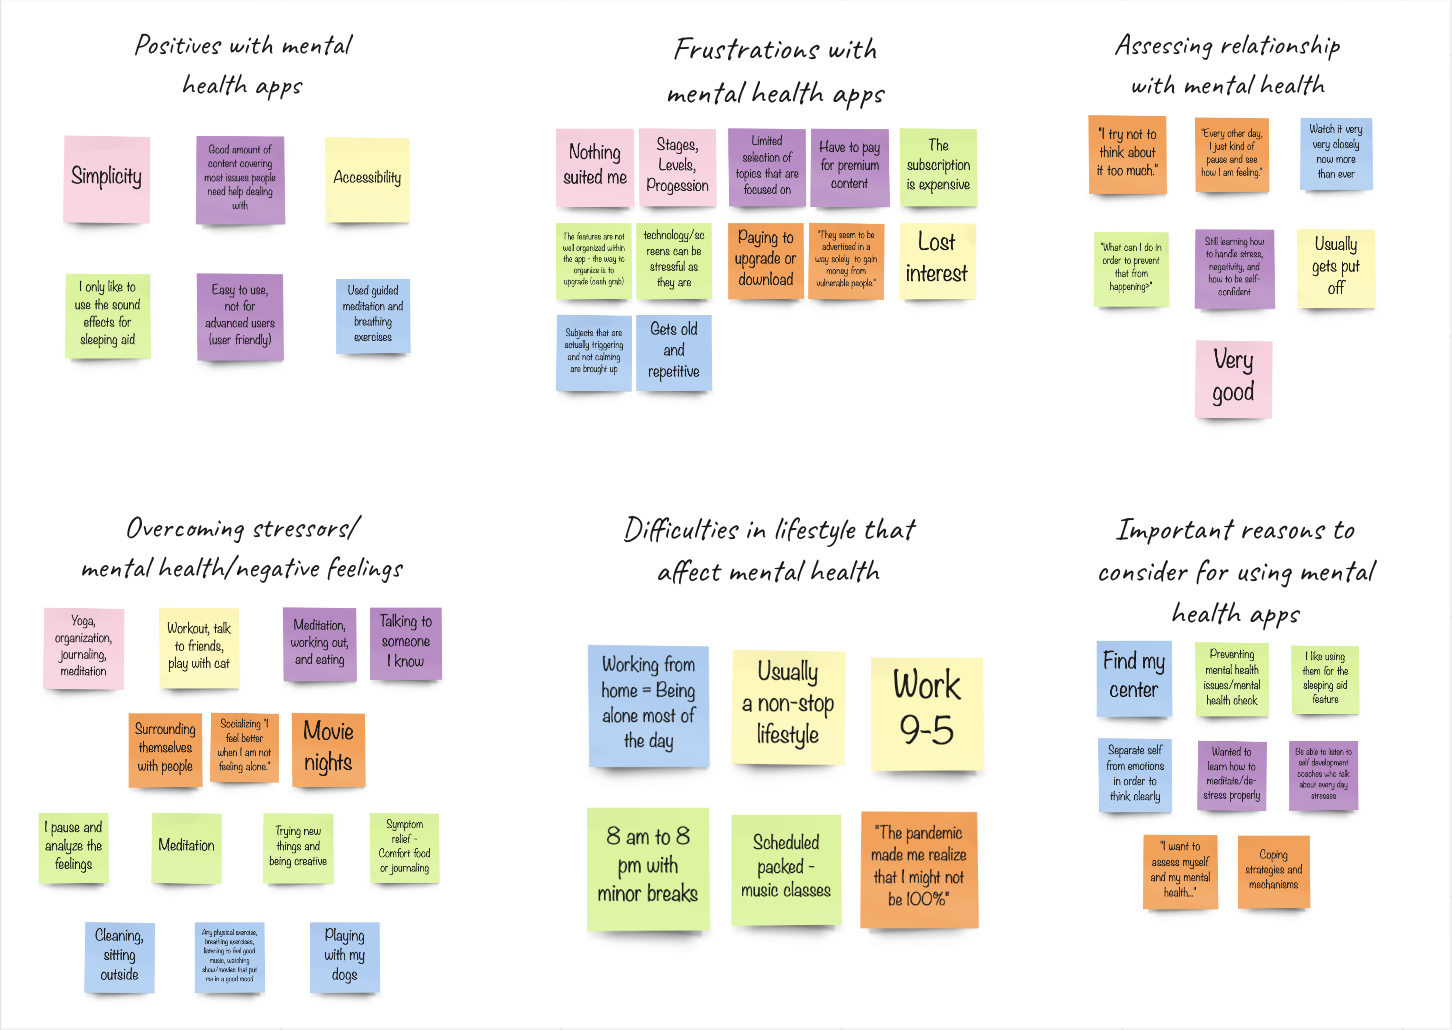 Positives with mental
health apps
Simplicity
Good amount of
content covering
most issues people
need help dealing
with
Accessibility
I only like to
use the sound
effects for
sleeping aid
Easy to use,
not for
advanced users
(user friendly)
Used guided
meditation and
breathing
exercises
Frustrations with
mental health apps
Nothing
suited me
Stages,
Levels,
Progession
Limited
selection of
topics that are
focused on
Have to pay
for premium
content
The
subscription
is expensive
The features are not
well organized within
the app - the way to
organize is to
upgrade (cash grab)
technology/sc
reens can be
stressful as
they are
Paying to
upgrade or
download
"They seem to be
advertised in a
way solely to gain
money from
vulnerable people."
Lost
interest
Subjects that are
actually triggering
and not calming
are brought up
Gets old
and
repetitive
Assessing relationship
with mental health
"I try not to
think about
it too much."
"Every other day,
I just kind of
pause and see
how I am feeling."
Watch it very
very closely
now more
than ever
"What can I do in
order to prevent
that from
happening>"
Still learning how
to handle stress,
negativity, and
how to be self-
confident
Usually
gets put
off
Very
good
Overcoming stressors/
mental health/negative feelings
Yoga,
organization,
journaling,
meditation
Workout, talk
to friends,
play with cat
Meditation,
working out,
and eating
Talking to
someone
I know
Surrounding
themselves
with people
Socializing "I
feel better
when I am not
feeling alone."
Movie
nights
I pause and
analyze the
feelings
Meditation
Trying new
things and
being creative
Symptom
relief -
Comfort food
or journaling
Cleaning,
sitting
outside
Any physical exercise,
breathing exercises,
listening to feel good
music, watching
show/movies that put
me in a good mood
Playing
with my
dogs
Difficulties in lifestyle that
affect mental health
Working from
home = Being
alone most of
the day
Usually
a non-stop
lifestyle
Work
9-5
8 am to 8
pm with
minor breaks
Scheduled
packed -
music classes
"The pandemic
made me realize
that I might not
be 100%"
Important reasons to
consider for using mental
health apps
Find my
center
Preventing
mental health
issues/mental
health check
I like using
them for the
sleeping aid
feature
Separate self
from emotions
in order to
think clearly
Wanted to
learn how to
meditate/de-
stress properly
Be able to listen to
self development
coaches who talk
about every day
stresses
"I want to
assess myself
and my mental
health..."
Coping
strategies and
mechanisms